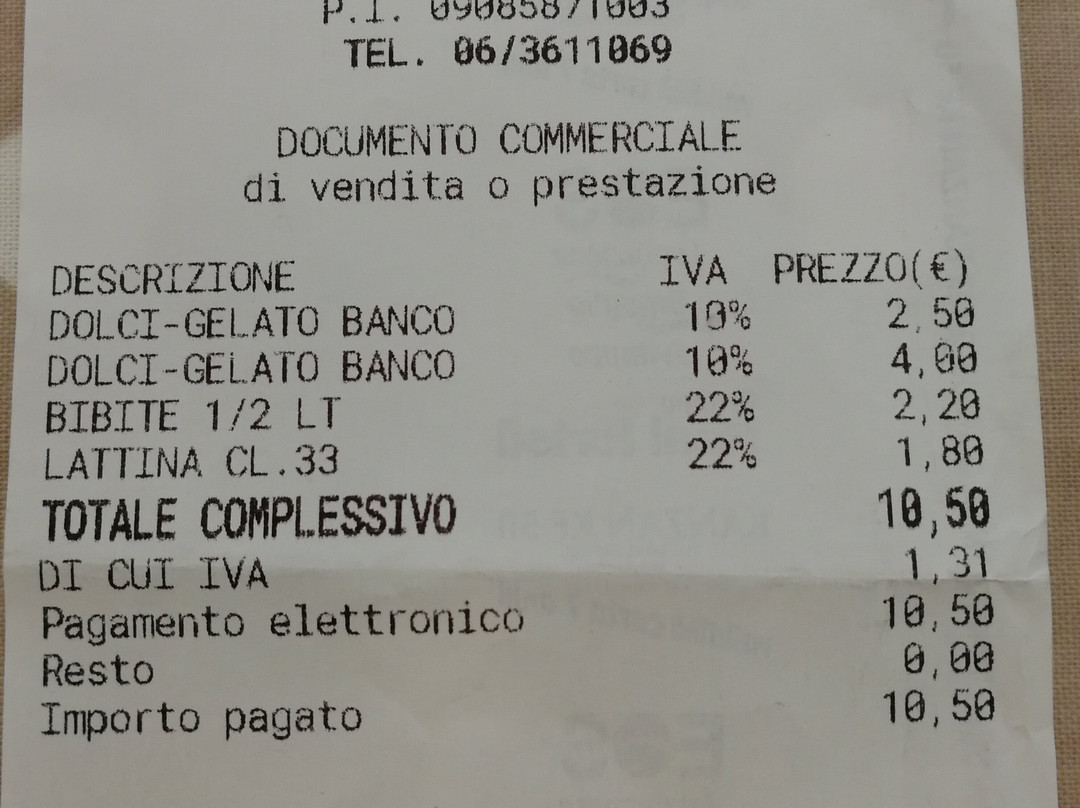 TEL. 06/3611069
DOCUMENTO COMMERCIALE
di vendita o prestazione
DESCRIZIONE IVA PREZZO(€)
DOLCI-GELATO BANCO 10% 2,50
DOLCI-GELATO BANCO 10% 4,00
BIBITE 1/2 LT 22% 2,20
LATTINA CL.33 22% 1,80
TOTALE COMPLESSIVO 10,50
DI CUI IVA 1,31
Pagamento elettronico 10,50
Resto 0,00
Importo pagato 10,50